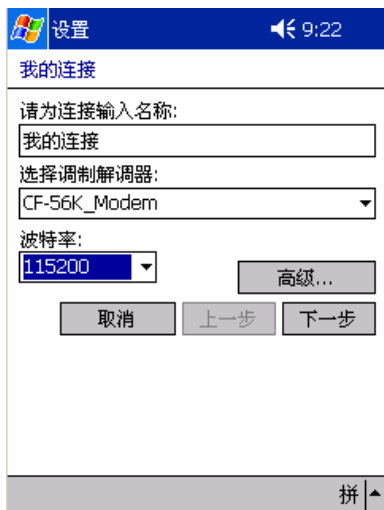 设置 9:22
我的连接
请为连接输入名称:
我的连接
选择调制解调器:
CF-56K_Modem
波特率:
115200
高级...
取消 上一步 下一步
拼